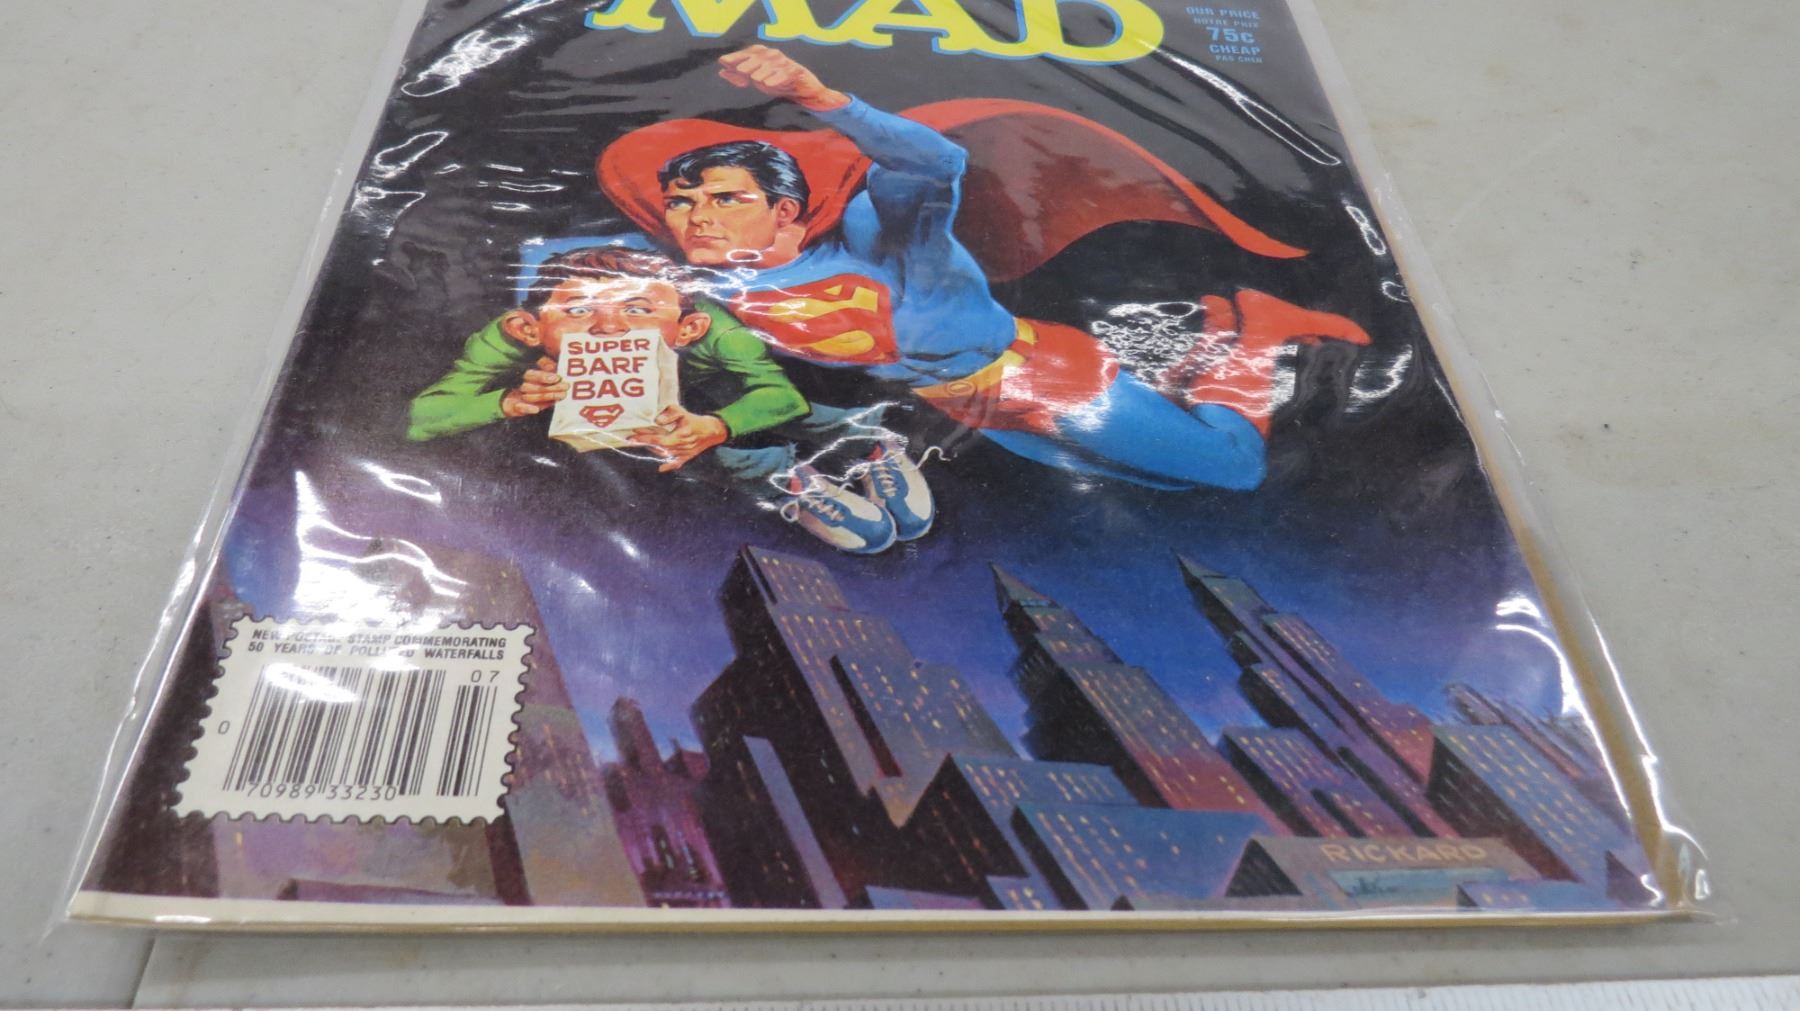 MAD
OUR PRICE
NOTRE PRIX
75¢
CHEAP
PAS CHER
SUPER
BARF
BAG
NEW POSTAGE STAMP COMMEMORATING
50 YEARS OF POLLUTED WATERFALLS
07
0
70989 33230
RICKARD